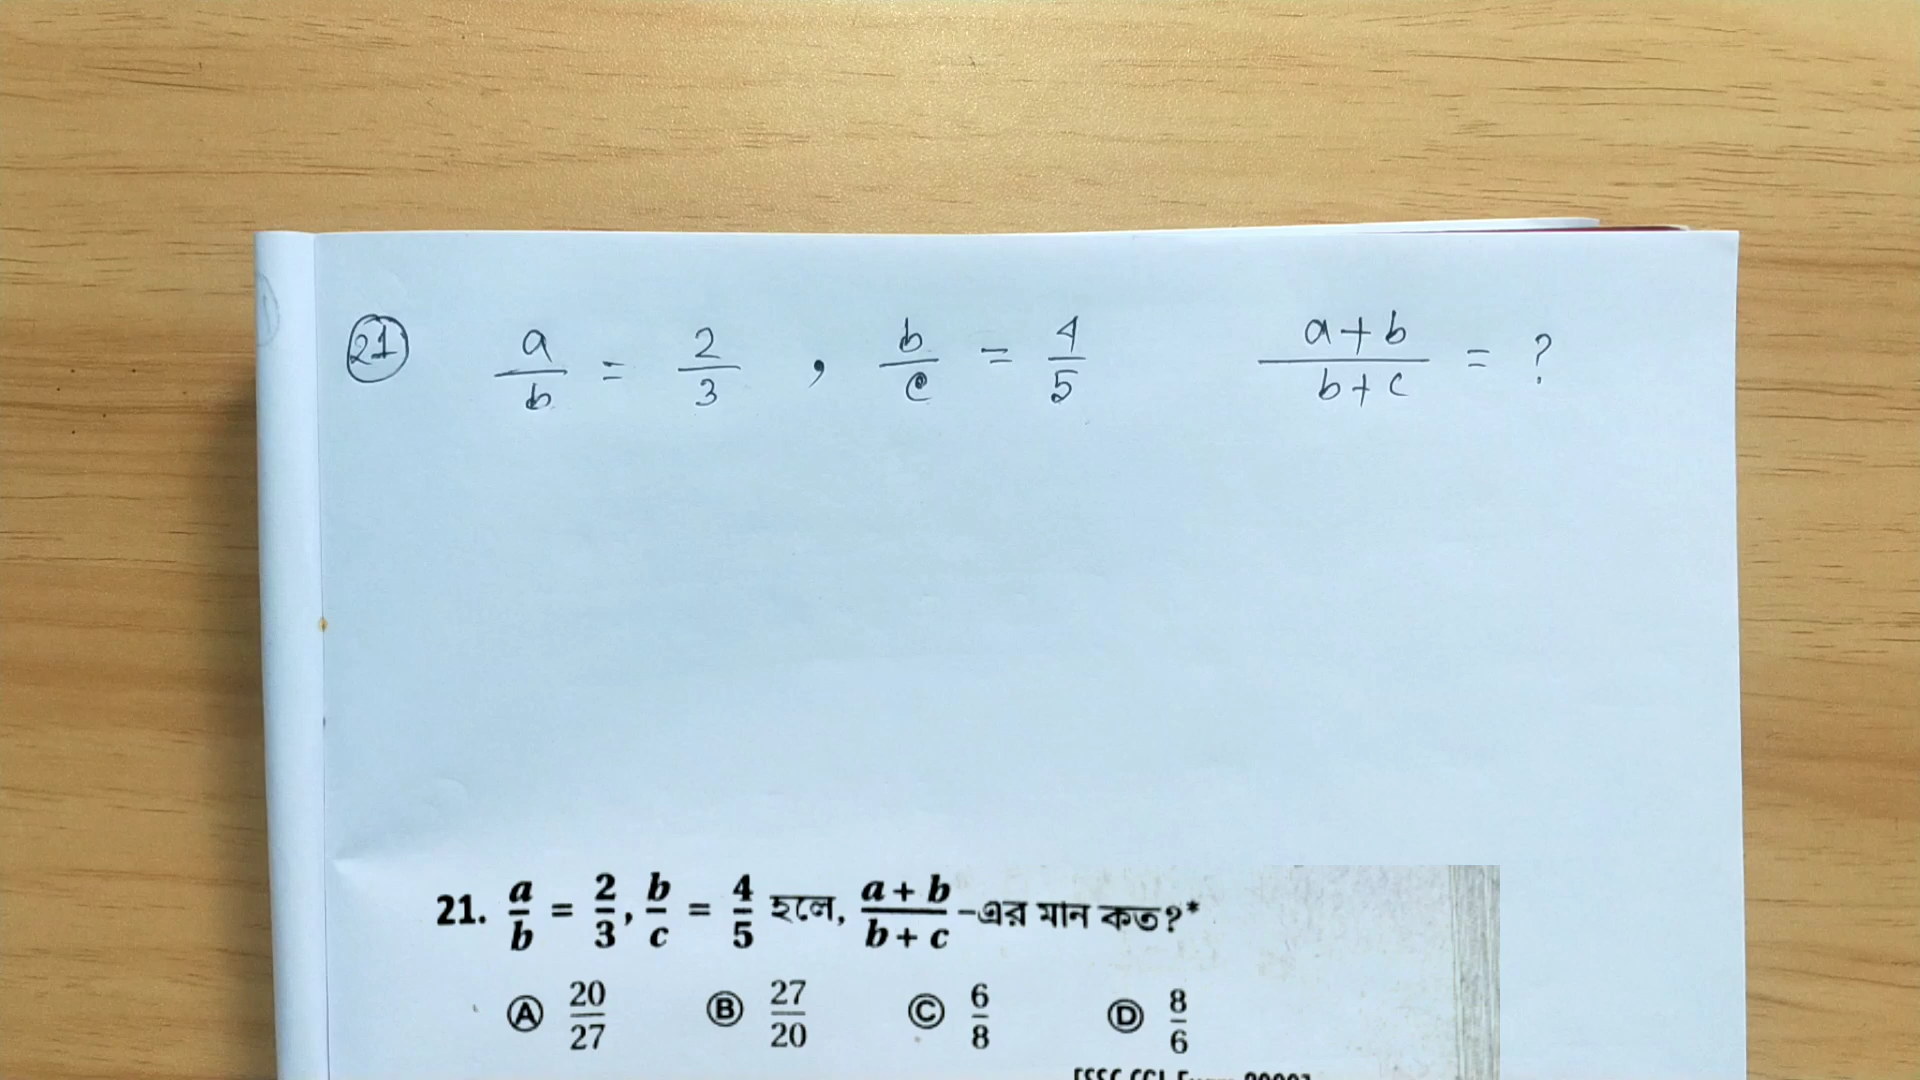 21 a/b = 2/3 , b/c = 4/5 (a+b)/(b+c) = ?
21. a/b = 2/3, b/c = 4/5 হলে, (a+b)/(b+c) –এর মান কত?*
Ⓐ 20/27 Ⓑ 27/20 Ⓒ 6/8 Ⓓ 8/6